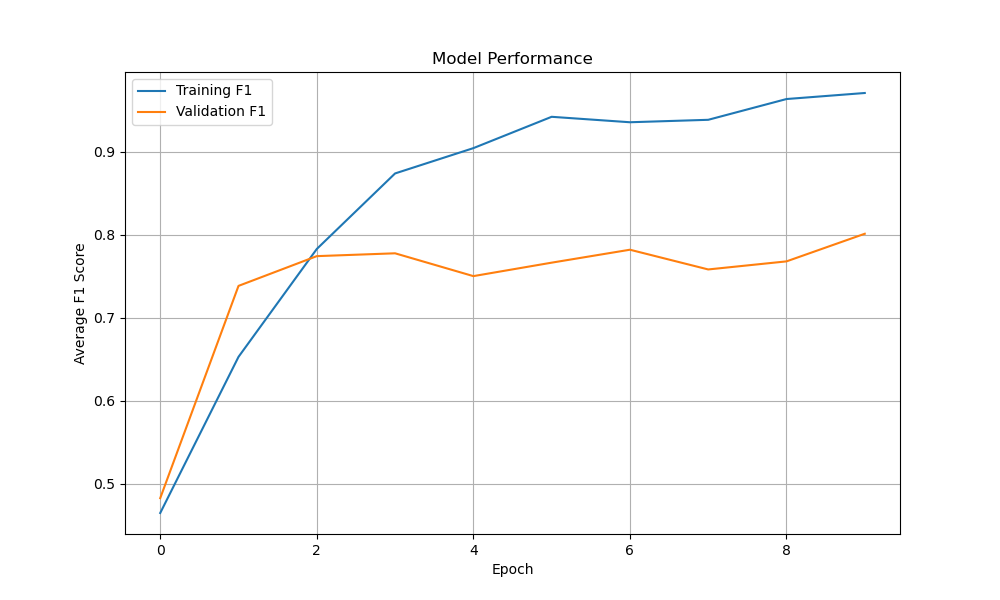 Model Performance
Training F1
Validation F1
Average F1 Score
0.9
0.8
0.7
0.6
0.5
0 2 4 6 8
Epoch